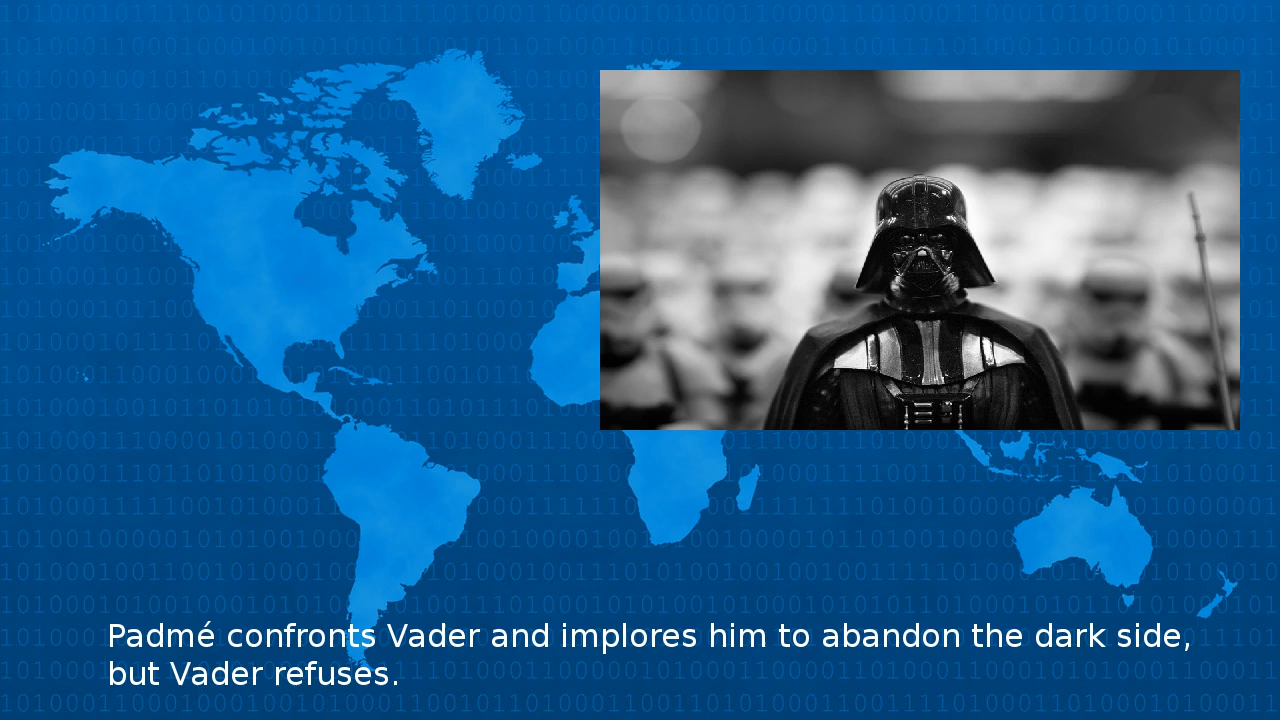 Padmé confronts Vader and implores him to abandon the dark side,
but Vader refuses.